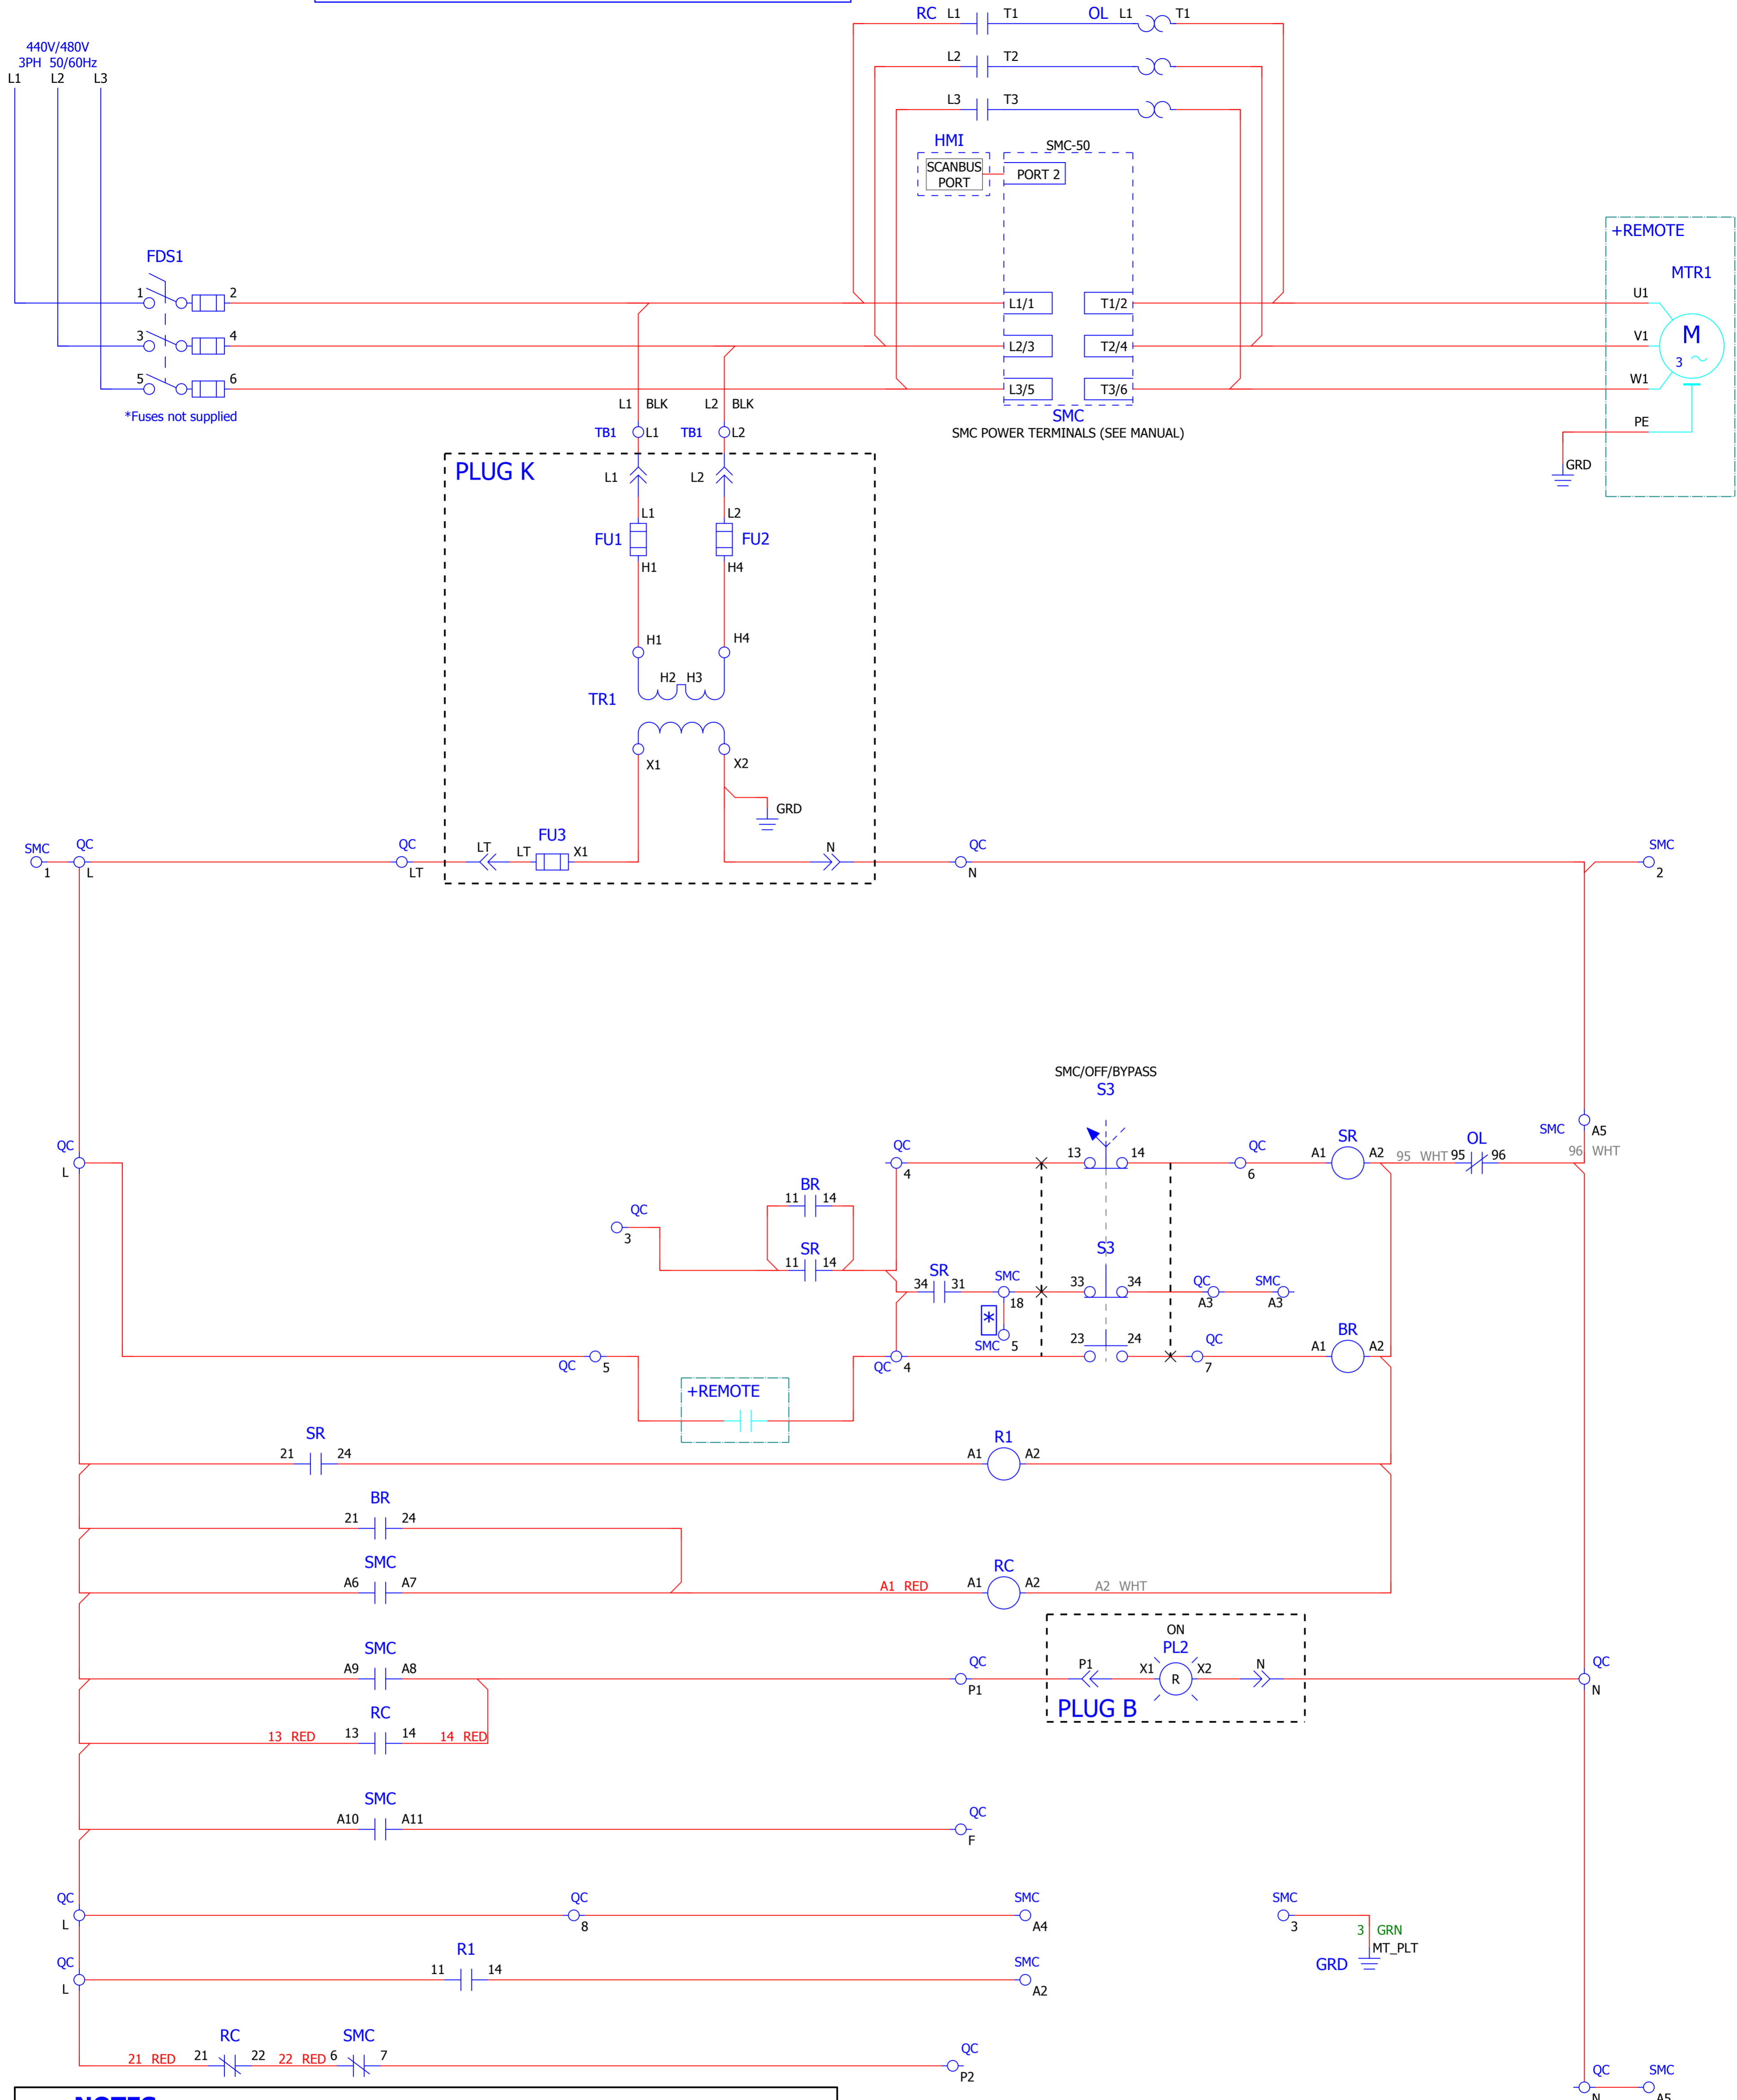 RC L1 T1 OL L1 T1
440V/480V
3PH 50/60Hz
L1 L2 L3
L2 T2
L3 T3
HMI
SMC-50
SCANBUS
PORT
PORT 2
+REMOTE
MTR1
FDS1
1 2
L1/1 T1/2
U1
3 4
L2/3 T2/4
V1
M
3
5 6
L3/5 T3/6
W1
*Fuses not supplied
L1 BLK L2 BLK
SMC
SMC POWER TERMINALS (SEE MANUAL)
PE
TB1 L1 TB1 L2
GRD
PLUG K
L1 L2
L1 L2
FU1 FU2
H1 H4
H1 H4
H2 H3
TR1
X1 X2
GRD
SMC QC QC LT LT FU3 X1 N QC SMC
1 L LT N 2
SMC/OFF/BYPASS
S3
SMC A5
QC QC 13 14 QC A1 SR A2 95 WHT 95 OL 96 96 WHT
L 4 6
BR
11 14
QC
3
SR
11 14
S3
SR
34 31 SMC 33 34 QC SMC
18 A3 A3
*
SMC 5
23 24 QC A1 BR A2
QC 5 QC 4 7
+REMOTE
SR R1
21 24 A1 A2
BR
21 24
SMC RC
A6 A7 A1 RED A1 A2 A2 WHT
ON
SMC PL2
A9 A8 QC P1 X1 R X2 N QC
P1 N
PLUG B
RC
13 RED 13 14 14 RED
SMC
A10 A11 QC
F
QC QC SMC SMC
L 8 A4 3
3 GRN
MT_PLT
GRD
R1
QC 11 14 SMC
L A2
RC SMC
21 RED 21 22 22 RED 6 7 QC
P2
QC SMC
N A5
NOTES